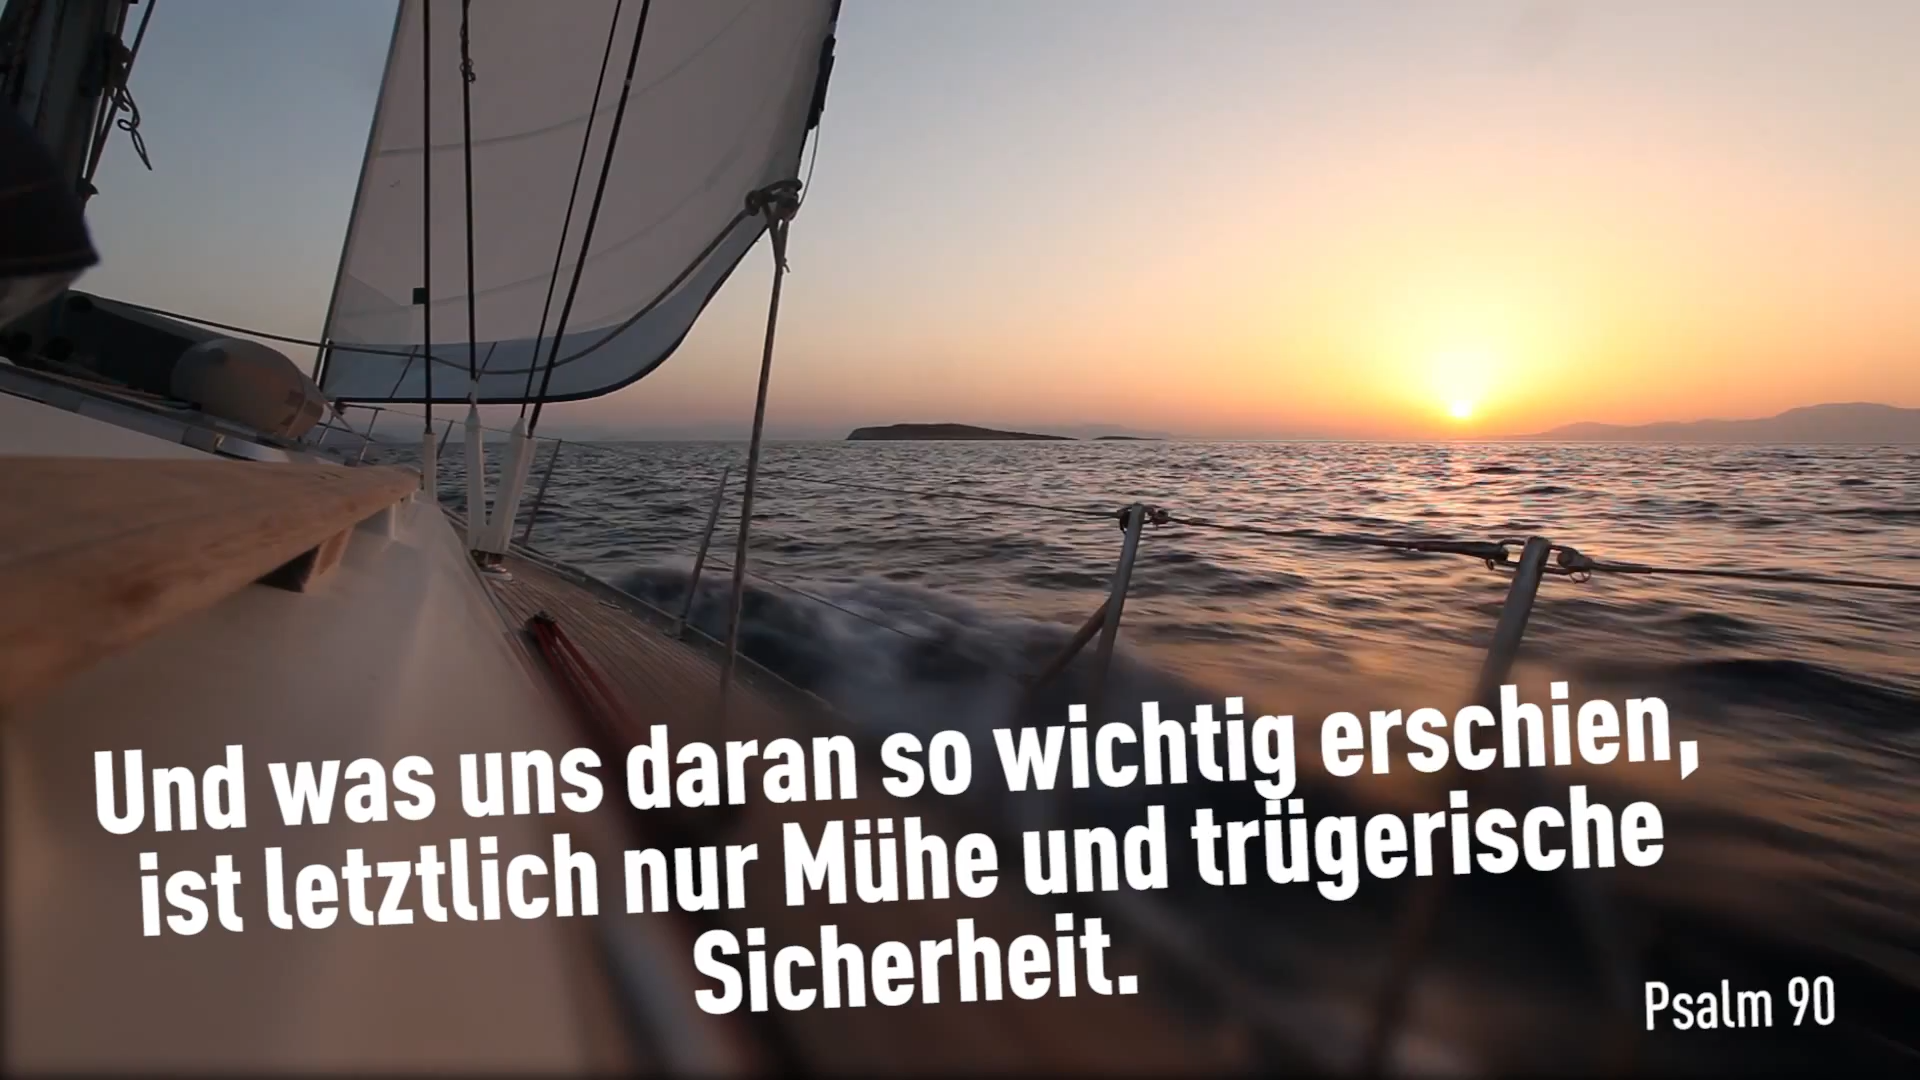 Und was uns daran so wichtig erschien,
ist letztlich nur Mühe und trügerische
Sicherheit.
Psalm 90